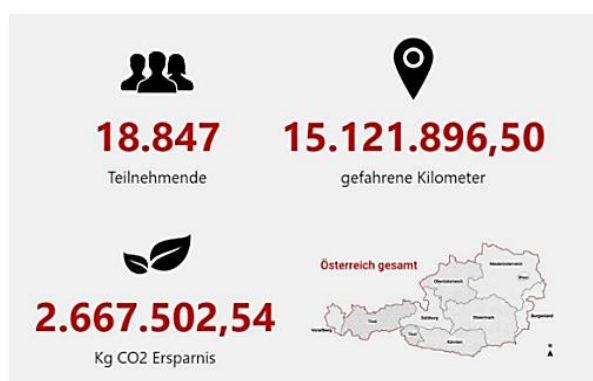 18.847
15.121.896,50
Teilnehmende
gefahrene Kilometer
2.667.502,54
Kg CO2 Ersparnis
Österreich gesamt
Niederösterreich
Wien
Oberösterreich
Burgenland
Salzburg
Steiermark
Vorarlberg
Tirol
Tirol
Kärnten
N